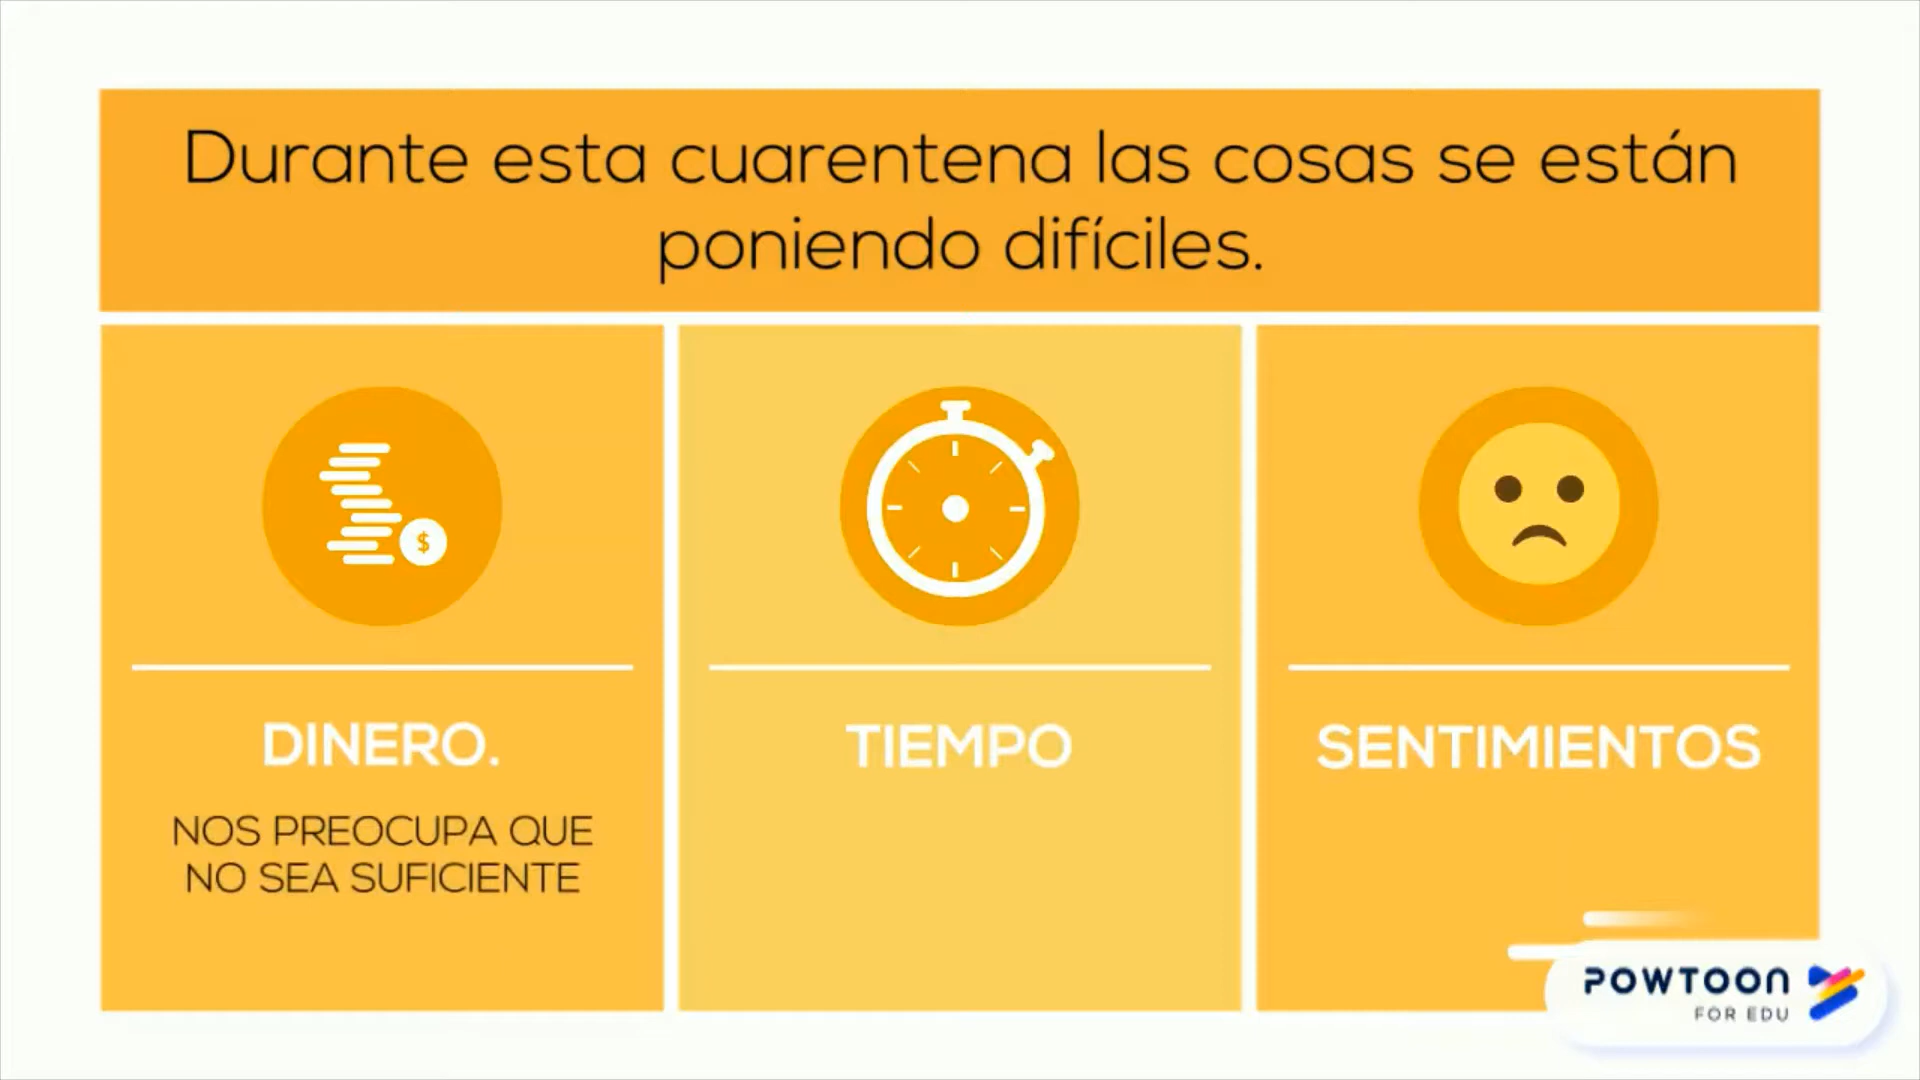 Durante esta cuarentena las cosas se están
poniendo difíciles.
$
DINERO.
NOS PREOCUPA QUE
NO SEA SUFICIENTE
TIEMPO
SENTIMIENTOS
POWTOON
FOR EDU